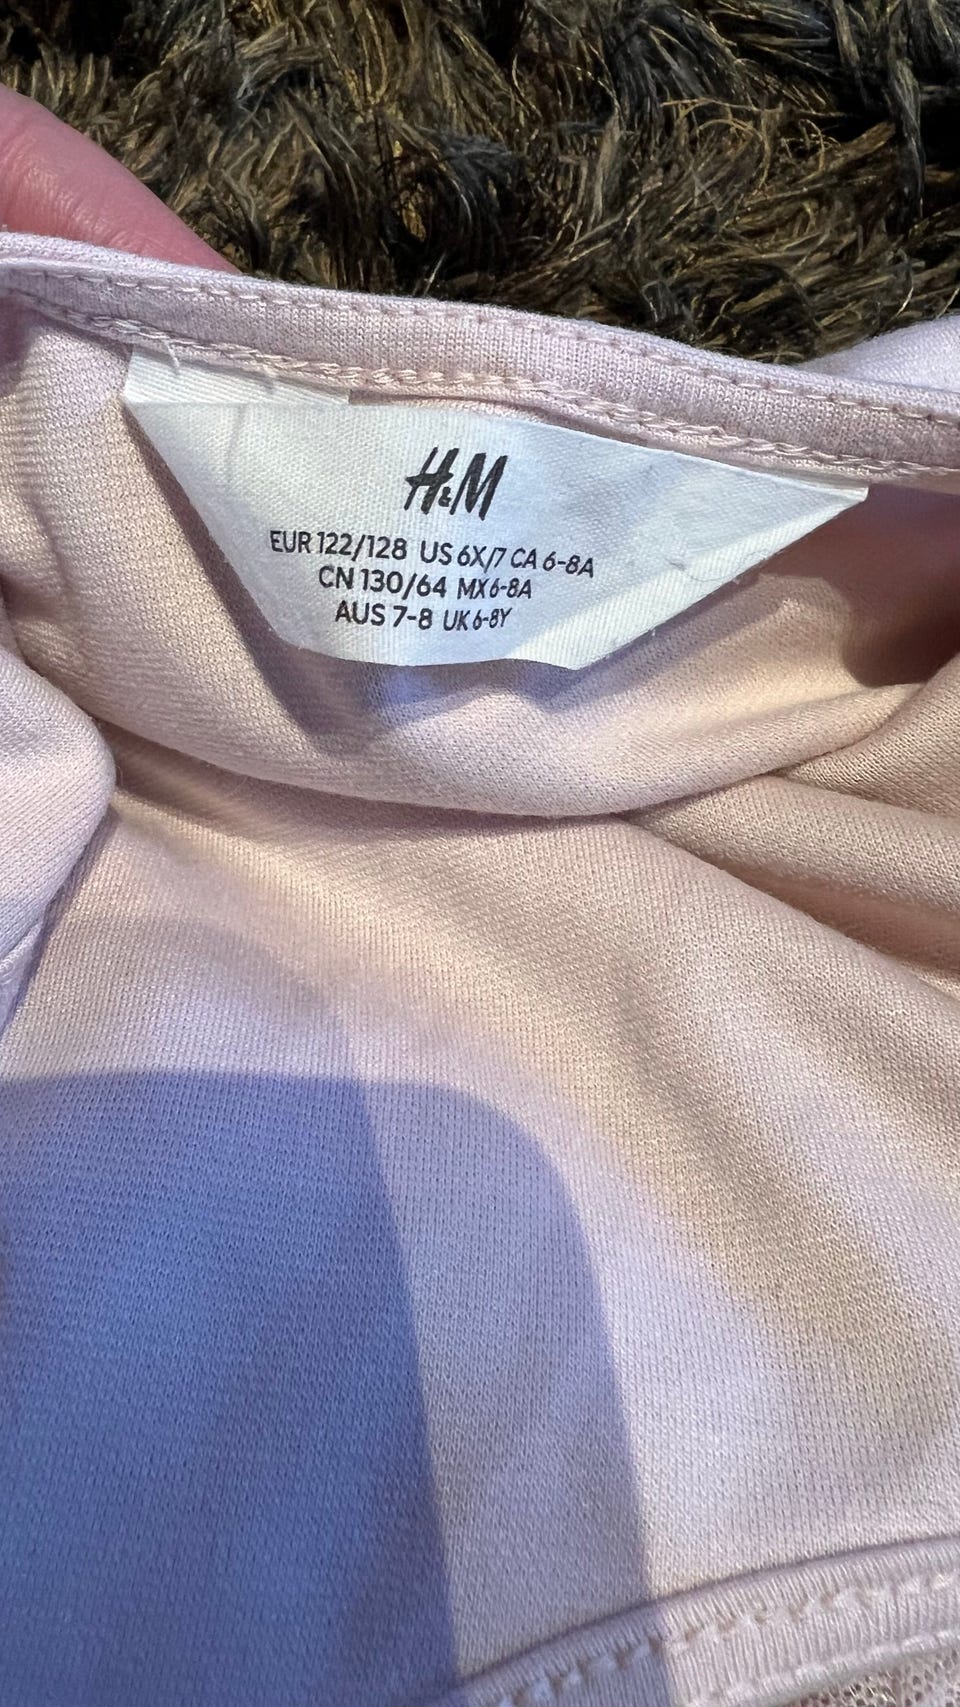 H&M
EUR 122/128 US 6X/7 CA 6-8A
CN 130/64 MX 6-8A
AUS 7-8 UK 6-8Y